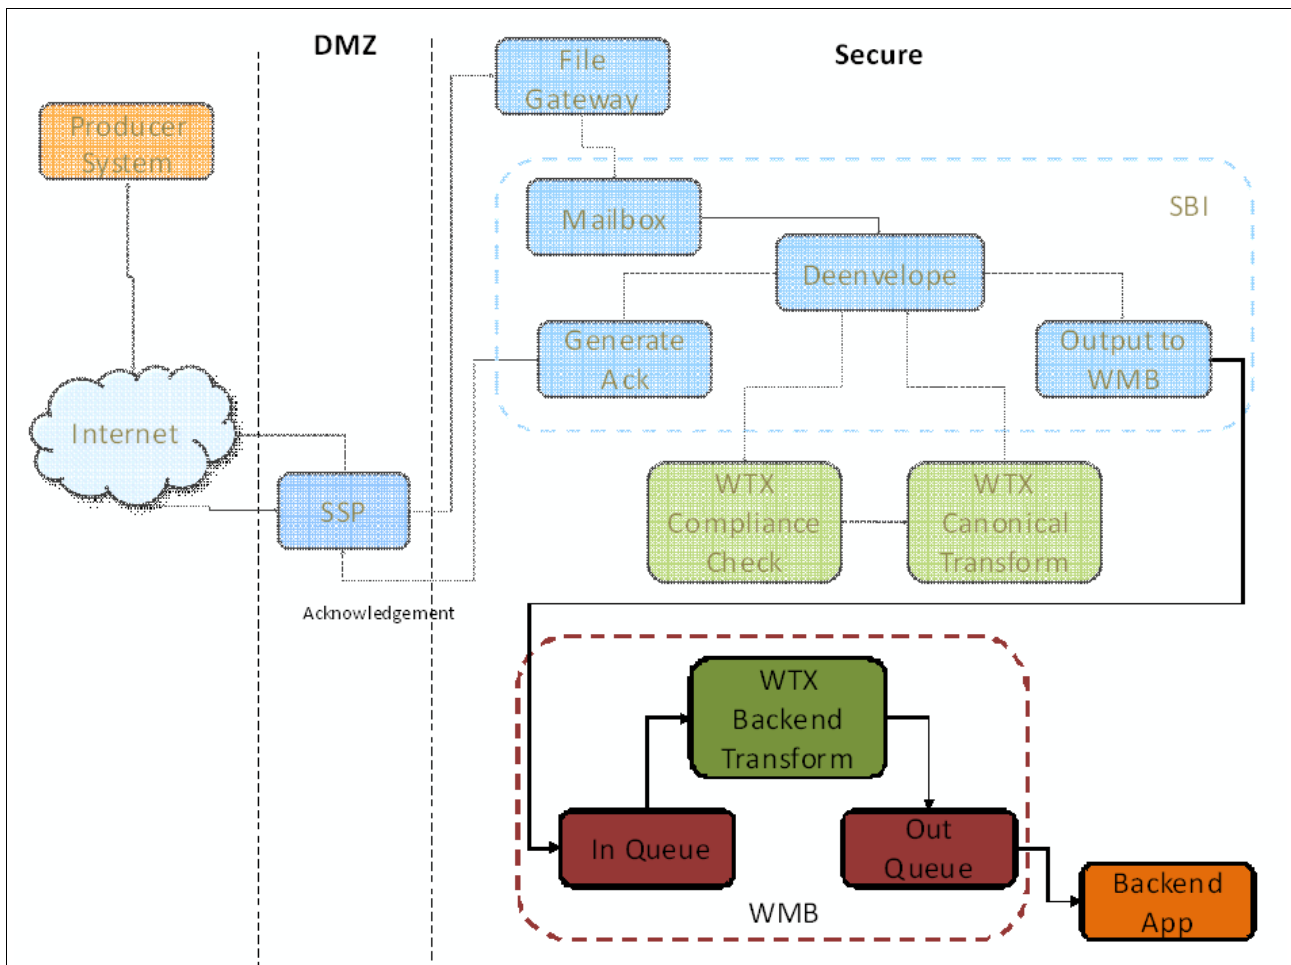 DMZ
Secure
File
Gateway
Producer
System
Mailbox
SBI
Deenvelope
Generate
Ack
Output to
WMB
Internet
SSP
WTX
Compliance
Check
WTX
Canonical
Transform
Acknowledgement
WTX
Backend
Transform
In Queue
Out
Queue
WMB
Backend
App